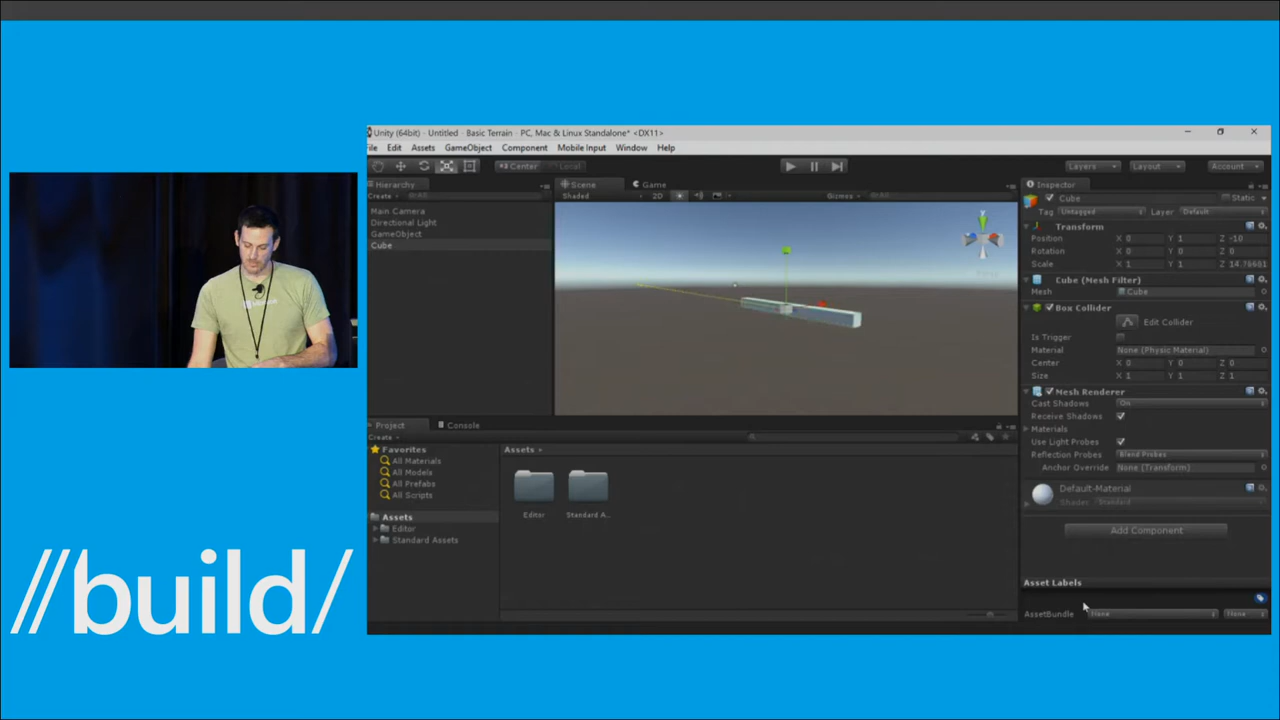 Unity (64bit) - Untitled - Basic Terrain - PC, Mac & Linux Standalone* <DX11>
File Edit Assets GameObject Component Mobile Input Window Help
Center Local Layers Layout Account
Hierarchy
Create All
Main Camera
Directional Light
GameObject
Cube
Scene Game
Shaded 2D Gizmos All
y
Persp
Inspector
Cube Static
Tag Untagged Layer Default
Transform
Position X 0 Y 1 Z -10
Rotation X 0 Y 0 Z 0
Scale X 1 Y 1 Z 14.76681
Cube (Mesh Filter)
Mesh Cube
Box Collider
Edit Collider
Is Trigger
Material None (Physic Material)
Center X 0 Y 0 Z 0
Size X 1 Y 1 Z 1
Mesh Renderer
Cast Shadows On
Receive Shadows
Materials
Use Light Probes
Reflection Probes Blend Probes
Anchor Override None (Transform)
Default-Material
Shader Standard
Add Component
Asset Labels
AssetBundle None None
Project Console
Create
Favorites
All Materials
All Models
All Prefabs
All Scripts
Assets
Editor
Standard Assets
Assets
Editor Standard A...
//build/